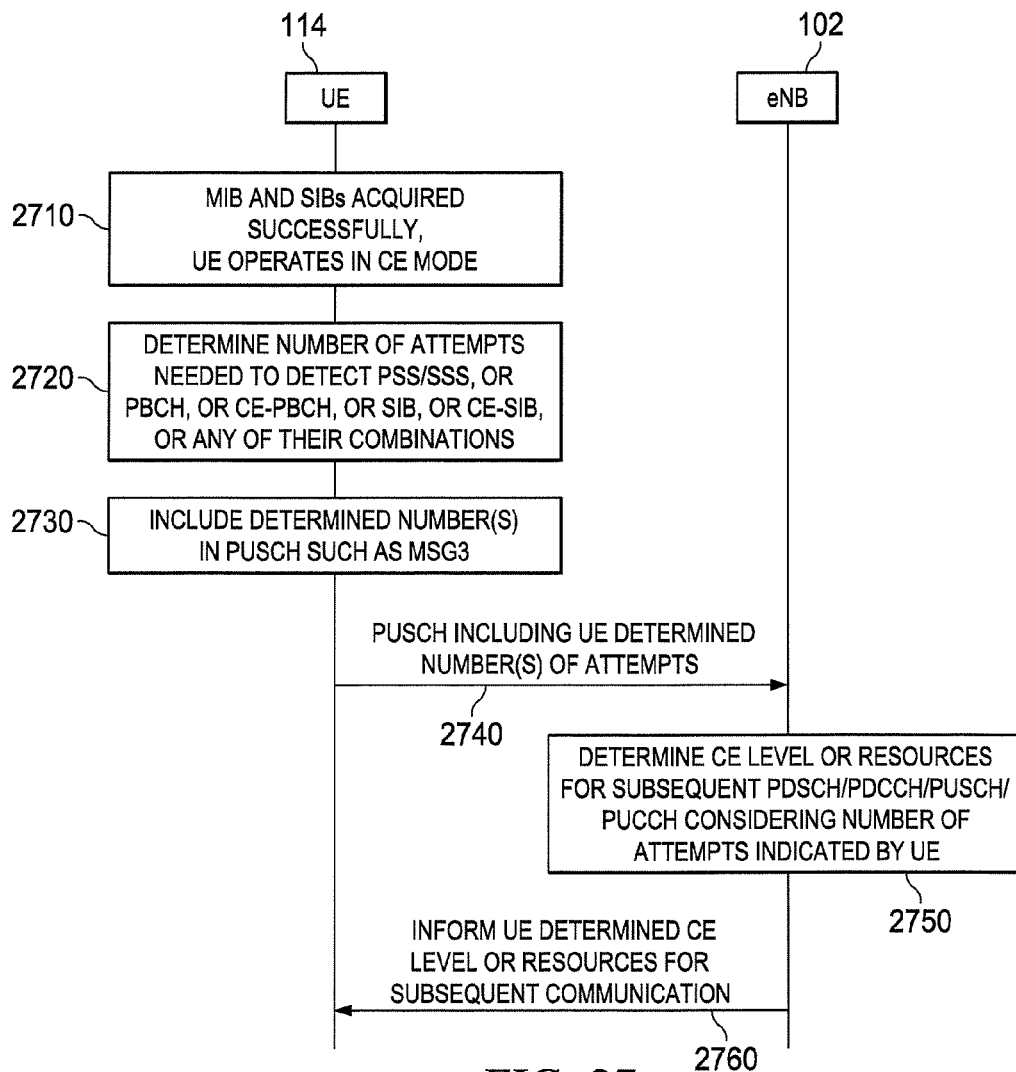 114
102
UE
eNB
2710
MIB AND SIBs ACQUIRED
SUCCESSFULLY,
UE OPERATES IN CE MODE
2720
DETERMINE NUMBER OF ATTEMPTS
NEEDED TO DETECT PSS/SSS, OR
PBCH, OR CE-PBCH, OR SIB, OR CE-SIB,
OR ANY OF THEIR COMBINATIONS
2730
INCLUDE DETERMINED NUMBER(S)
IN PUSCH SUCH AS MSG3
PUSCH INCLUDING UE DETERMINED
NUMBER(S) OF ATTEMPTS
2740
DETERMINE CE LEVEL OR RESOURCES
FOR SUBSEQUENT PDSCH/PDCCH/PUSCH/
PUCCH CONSIDERING NUMBER OF
ATTEMPTS INDICATED BY UE
2750
INFORM UE DETERMINED CE
LEVEL OR RESOURCES FOR
SUBSEQUENT COMMUNICATION
2760